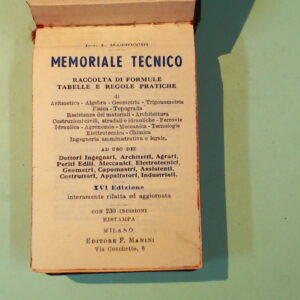 MEMORIALE TECNICO
RACCOLTA DI FORMULE
TABELLE E REGOLE PRATICHE
di
Aritmetica - Algebra - Geometria - Trigonometria
Fisica - Topografia
Resistenza dei materiali - Architettura
Costruzioni civili, stradali e idrauliche - Ferrovie
Idraulica - Agronomia - Meccanica - Tecnologia
Elettrotecnica - Chimica
Ingegneria amministrativa e legale.
AD USO DEI
Dottori Ingegneri, Architetti, Agrari,
Periti Edili, Meccanici, Elettrotecnici,
Geometri, Capomastri, Assistenti,
Costruttori, Appaltatori, Industriali.
XVI Edizione
interamente rifatta ed aggiornata
CON 230 INCISIONI
RISTAMPA
MILANO
EDITORE F. MANINI
Via Conchetta, 6